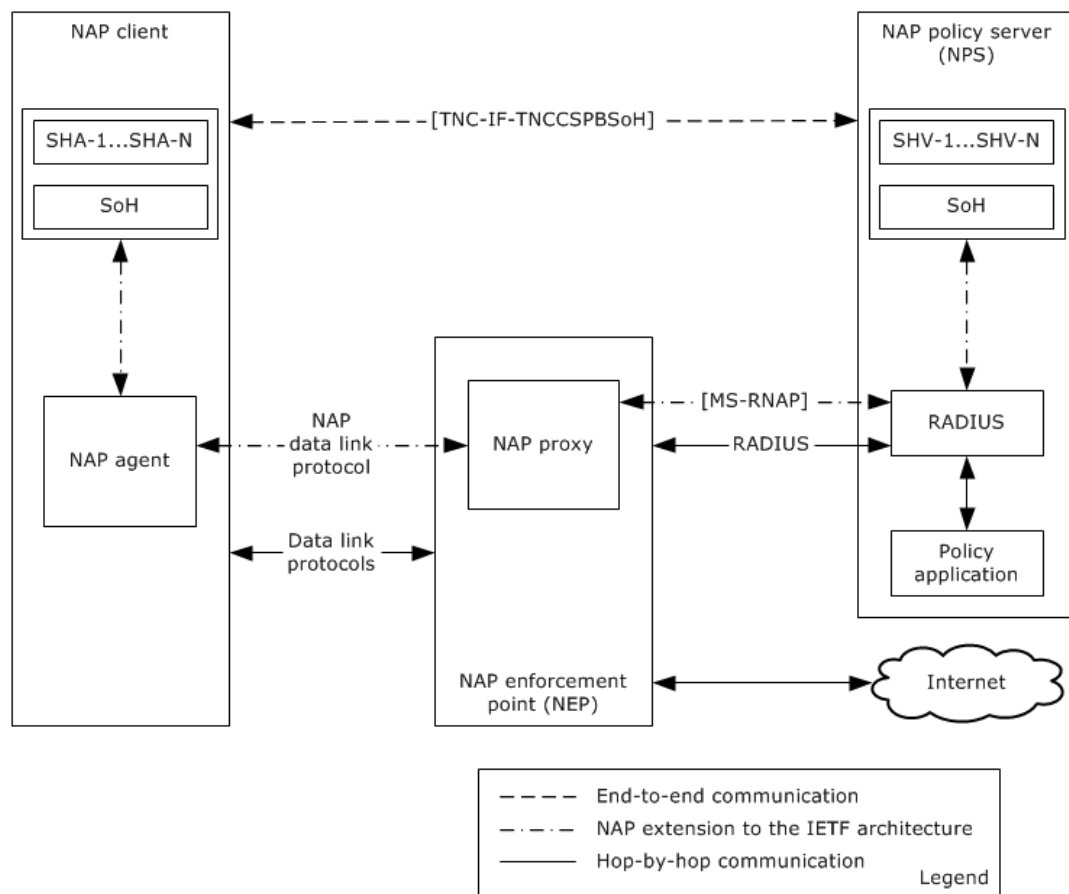 NAP client
NAP policy server
(NPS)
[TNC-IF-TNCCSPBSoH]
SHA-1...SHA-N
SoH
SHV-1...SHV-N
SoH
NAP agent
NAP
data link
protocol
NAP proxy
[MS-RNAP]
RADIUS
RADIUS
Data link
protocols
Policy
application
NAP enforcement
point (NEP)
Internet
End-to-end communication
NAP extension to the IETF architecture
Hop-by-hop communication
Legend